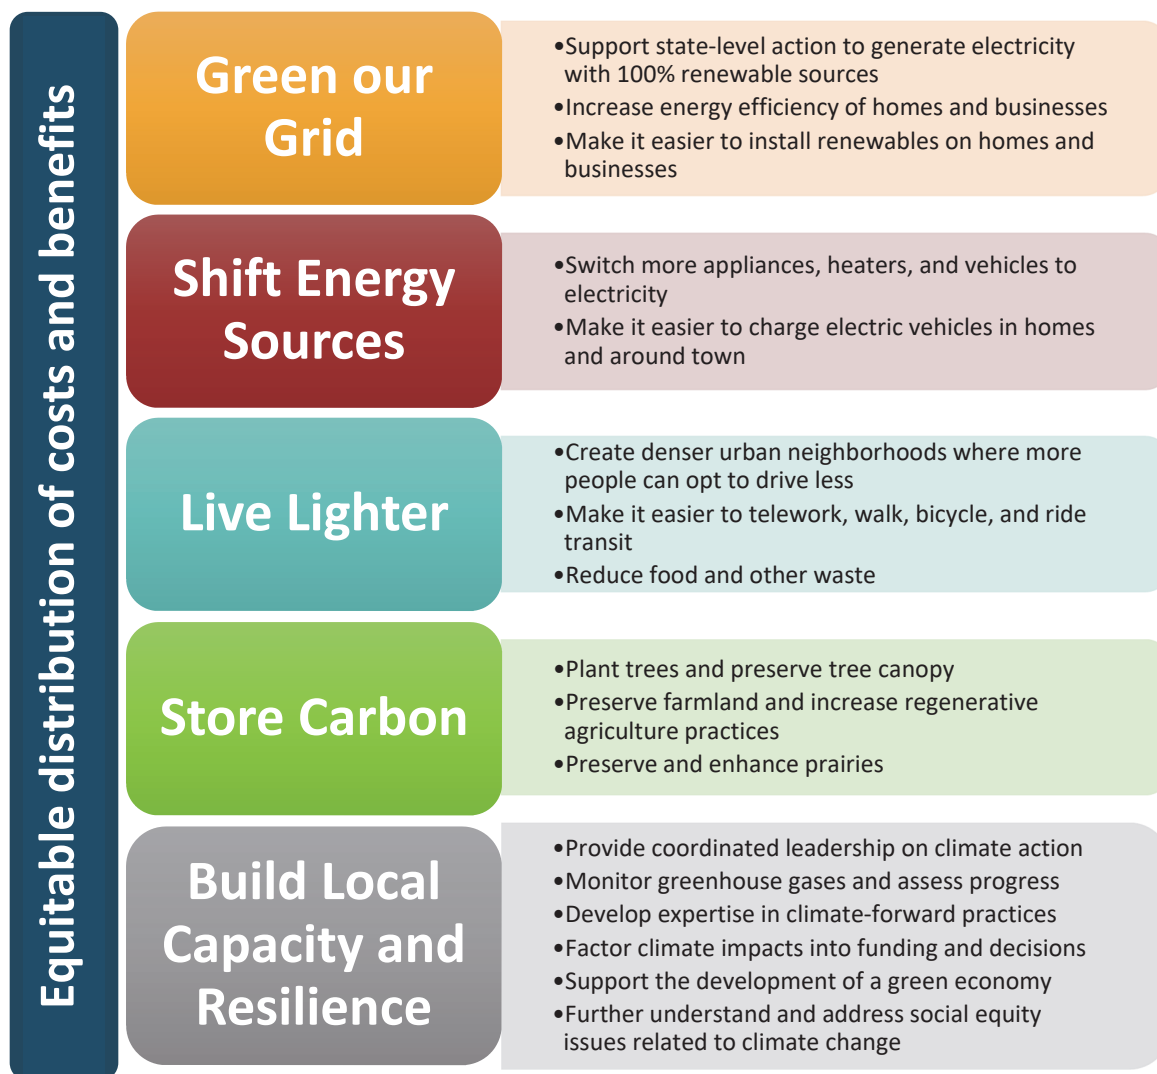 Equitable distribution of costs and benefits
Green our
Grid
•Support state-level action to generate electricity
with 100% renewable sources
•Increase energy efficiency of homes and businesses
•Make it easier to install renewables on homes and
businesses
Shift Energy
Sources
•Switch more appliances, heaters, and vehicles to
electricity
•Make it easier to charge electric vehicles in homes
and around town
Live Lighter
•Create denser urban neighborhoods where more
people can opt to drive less
•Make it easier to telework, walk, bicycle, and ride
transit
•Reduce food and other waste
Store Carbon
•Plant trees and preserve tree canopy
•Preserve farmland and increase regenerative
agriculture practices
•Preserve and enhance prairies
Build Local
Capacity and
Resilience
•Provide coordinated leadership on climate action
•Monitor greenhouse gases and assess progress
•Develop expertise in climate-forward practices
•Factor climate impacts into funding and decisions
•Support the development of a green economy
•Further understand and address social equity
issues related to climate change